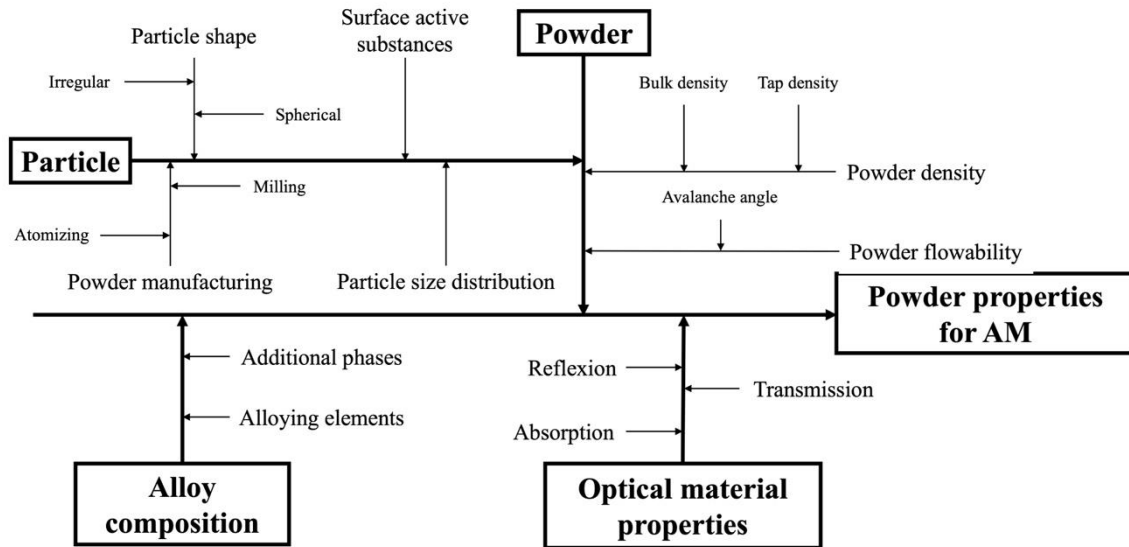 Particle shape
Surface active
substances
Powder
Irregular
Spherical
Bulk density
Tap density
Particle
Milling
Powder density
Avalanche angle
Atomizing
Powder flowability
Powder manufacturing
Particle size distribution
Powder properties
for AM
Additional phases
Reflexion
Transmission
Alloying elements
Absorption
Alloy
composition
Optical material
properties